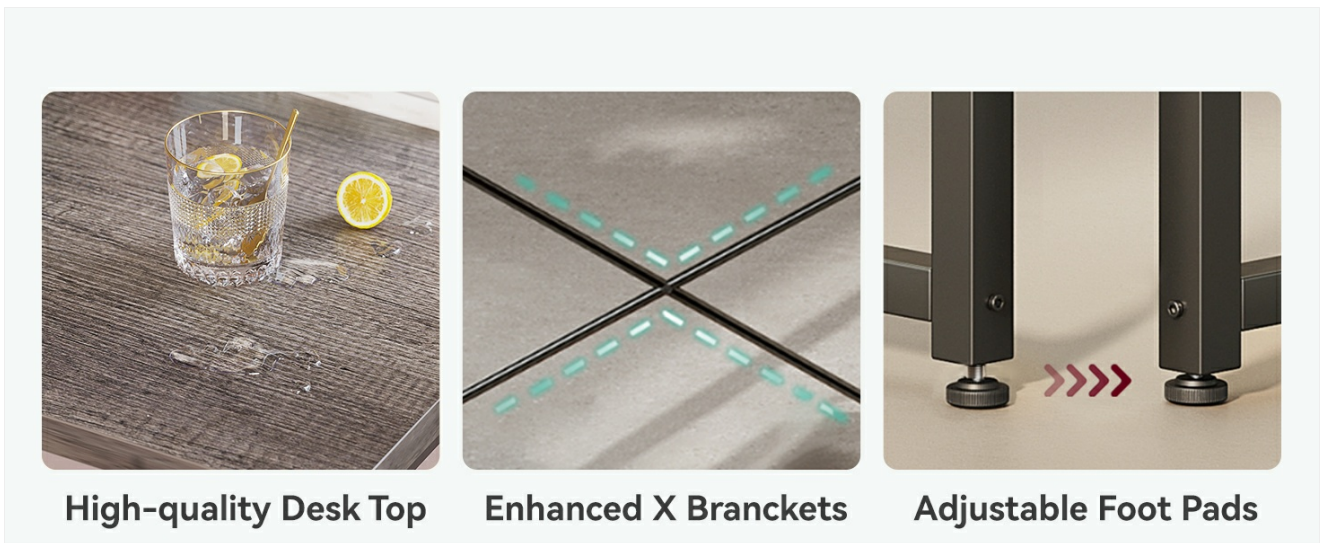 High-quality Desk Top
Enhanced X Branckets
Adjustable Foot Pads